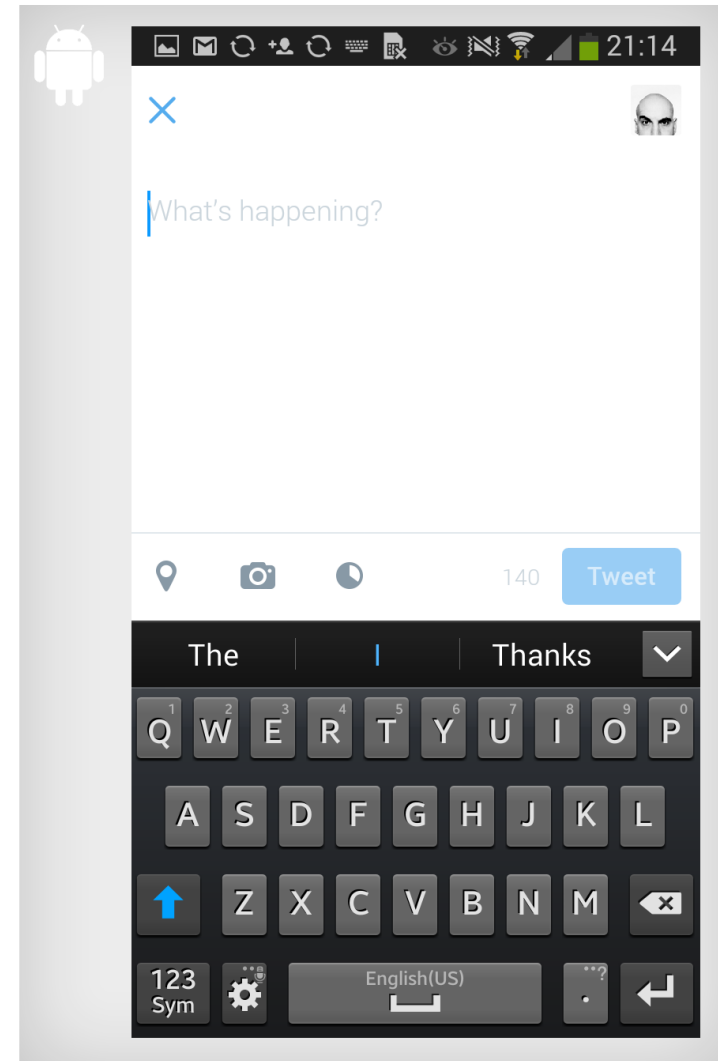 21:14
What's happening?
140 Tweet
The I Thanks
1 2 3 4 5 6 7 8 9 0
Q W E R T Y U I O P
A S D F G H J K L
Z X C V B N M
123 English(US) ..?
Sym .